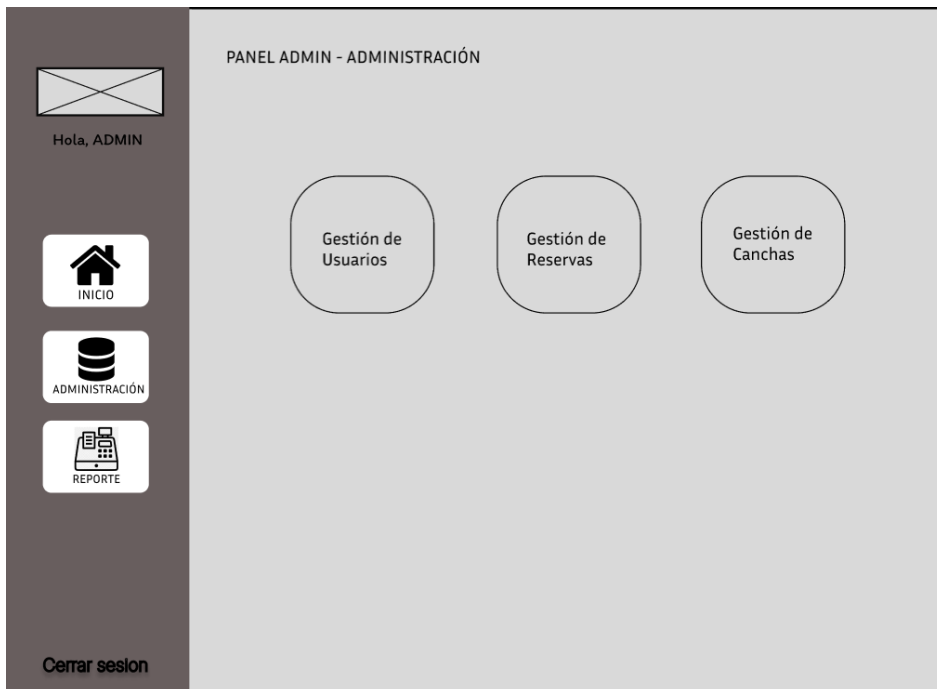 PANEL ADMIN - ADMINISTRACIÓN
Hola, ADMIN
INICIO
ADMINISTRACIÓN
REPORTE
Cerrar sesion
Gestión de
Usuarios
Gestión de
Reservas
Gestión de
Canchas